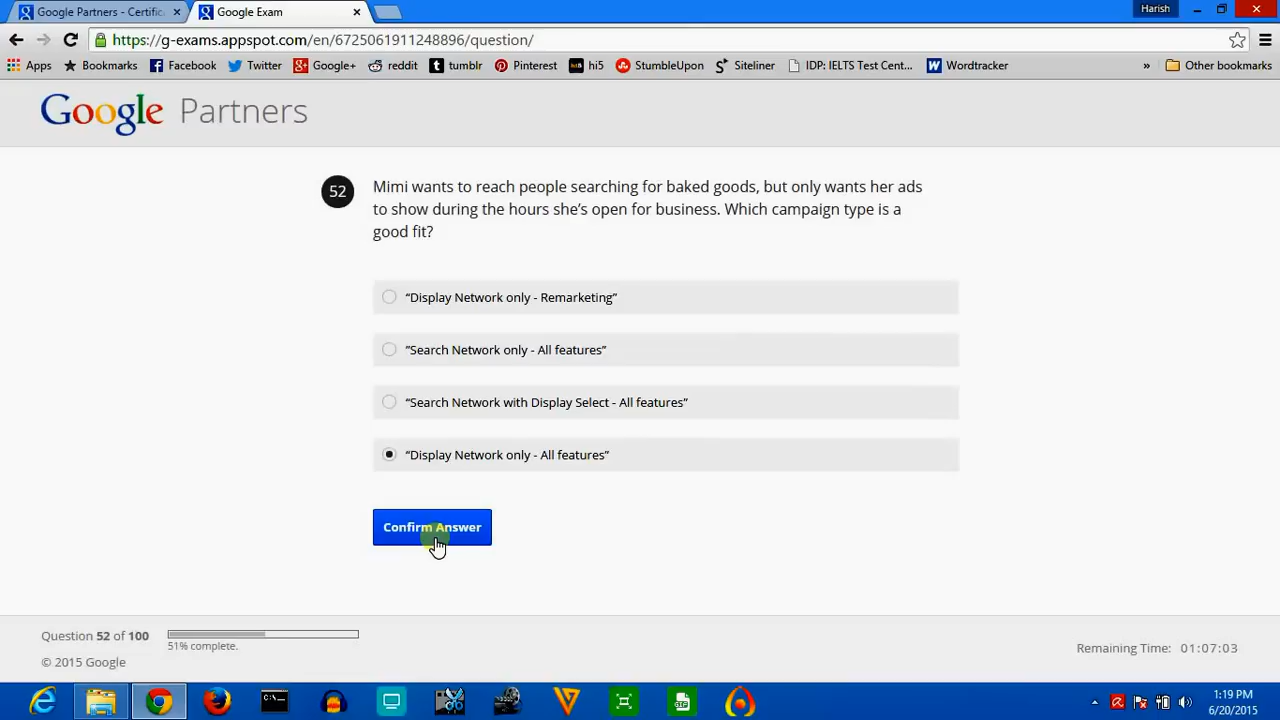 Google Partners - Certific
Google Exam
Harish
https://g-exams.appspot.com/en/6725061911248896/question/
Apps
Bookmarks
Facebook
Twitter
Google+
reddit
tumblr
Pinterest
hi5
StumbleUpon
Siteliner
IDP: IELTS Test Cent...
Wordtracker
»
Other bookmarks
Google Partners
52
Mimi wants to reach people searching for baked goods, but only wants her ads
to show during the hours she’s open for business. Which campaign type is a
good fit?
“Display Network only - Remarketing”
“Search Network only - All features”
“Search Network with Display Select - All features”
“Display Network only - All features”
Confirm Answer
Question 52 of 100
51% complete.
Remaining Time: 01:07:03
© 2015 Google
1:19 PM
6/20/2015